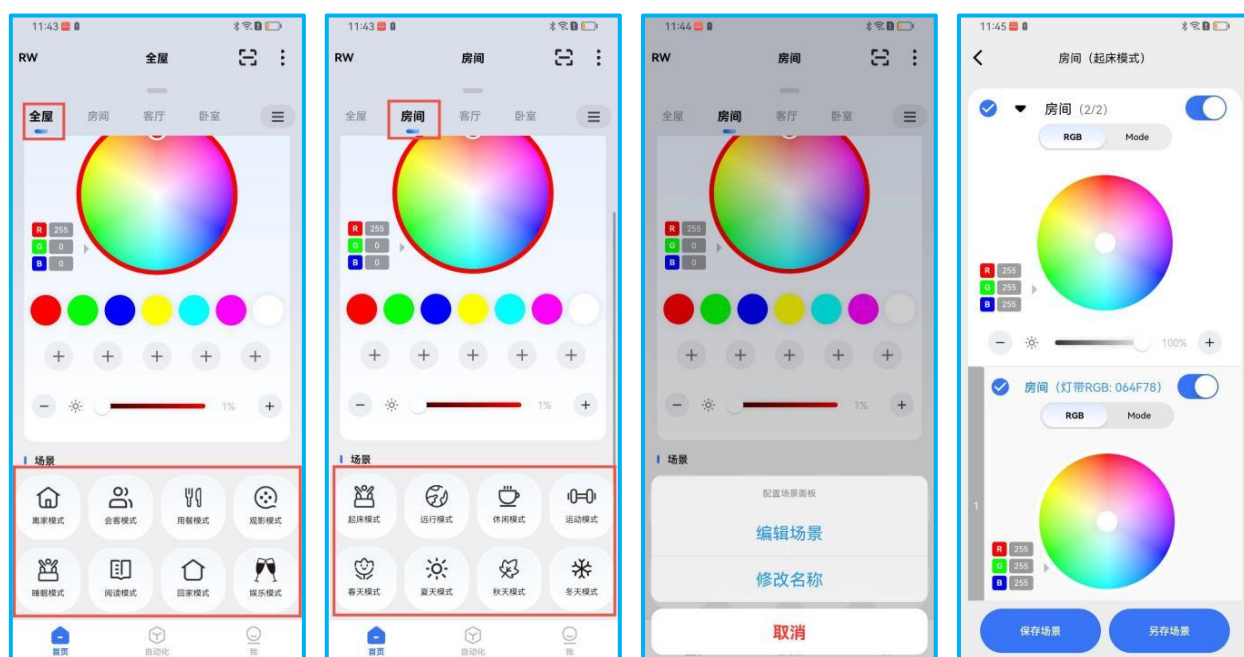 11:43
RW
全屋
全屋
房间
客厅
卧室
R 255
G 0
B 0
1%
场景
离家模式
会客模式
用餐模式
观影模式
睡眠模式
阅读模式
回家模式
娱乐模式
首页
自动化
我
11:43
RW
房间
全屋
房间
客厅
卧室
R 255
G 0
B 0
1%
场景
起床模式
远行模式
休闲模式
运动模式
春天模式
夏天模式
秋天模式
冬天模式
首页
自动化
我
11:44
RW
房间
全屋
房间
客厅
卧室
R 255
G 0
B 0
1%
场景
配置场景面板
编辑场景
修改名称
取消
11:45
房间（起床模式）
房间（2/2）
RGB
Mode
R 255
G 255
B 255
100%
房间（灯带RGB: 064F78）
RGB
Mode
1
R 255
G 255
B 255
保存场景
另存场景